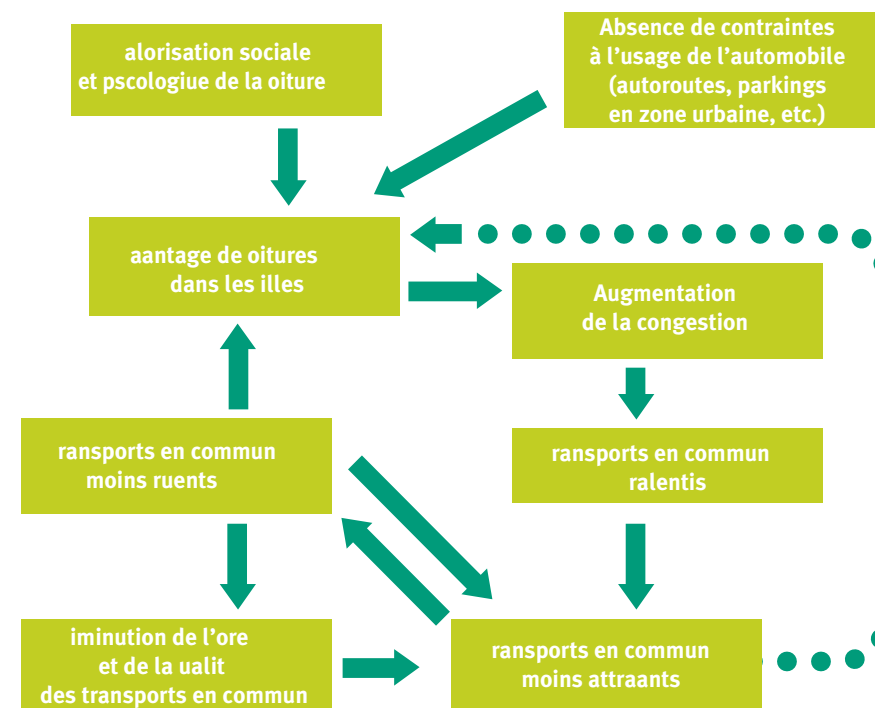 alorisation sociale
et pscologiue de la oiture
Absence de contraintes
à l’usage de l’automobile
(autoroutes, parkings
en zone urbaine, etc.)
aantage de oitures
dans les illes
Augmentation
de la congestion
ransports en commun
moins ruents
ransports en commun
ralentis
iminution de l’ore
et de la ualit
des transports en commun
ransports en commun
moins attraants